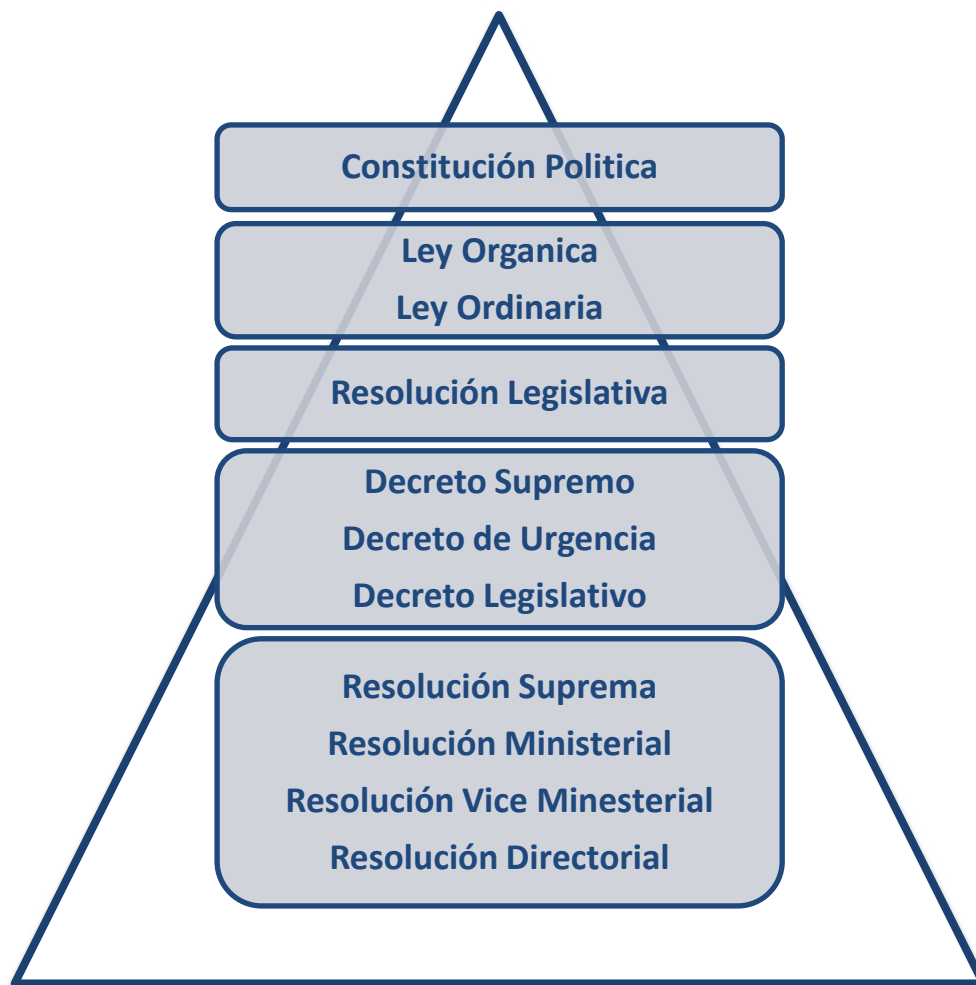 Constitución Politica
Ley Organica
Ley Ordinaria
Resolución Legislativa
Decreto Supremo
Decreto de Urgencia
Decreto Legislativo
Resolución Suprema
Resolución Ministerial
Resolución Vice Minesterial
Resolución Directorial